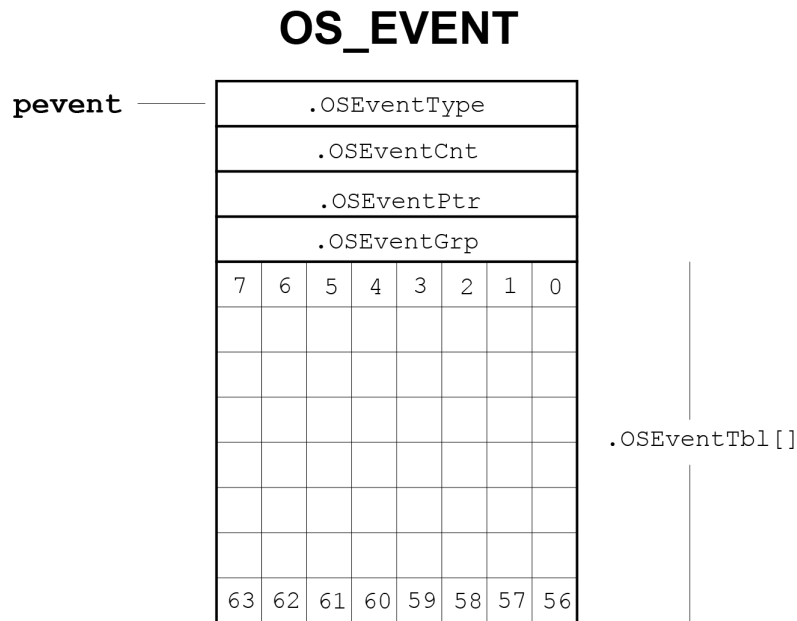 OS_EVENT
pevent
.OSEventType
.OSEventCnt
.OSEventPtr
.OSEventGrp
7 6 5 4 3 2 1 0
.OSEventTbl[]
63 62 61 60 59 58 57 56